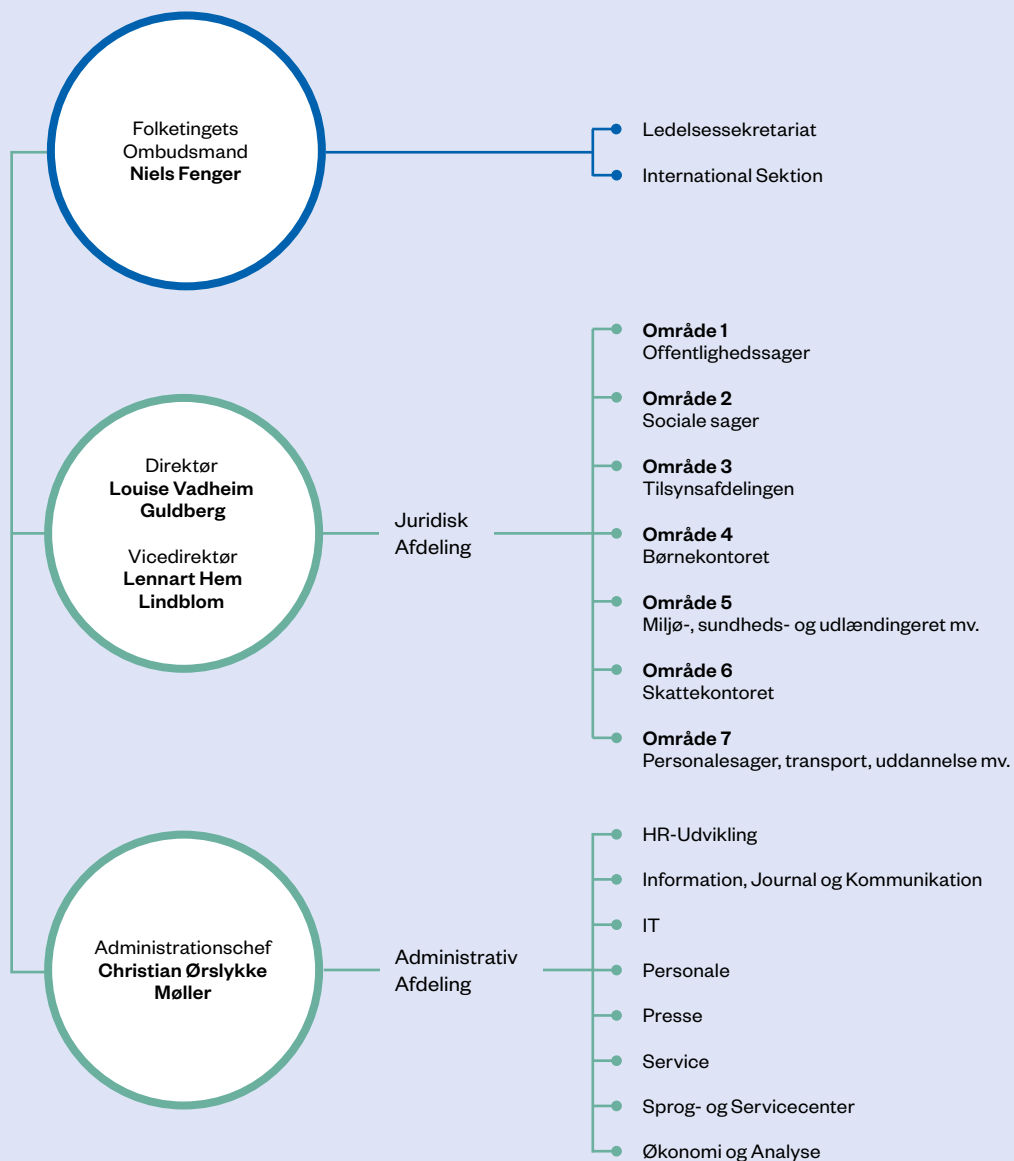 Folketingets
Ombudsmand
Niels Fenger
Ledelsessekretariat
International Sektion
Direktør
Louise Vadheim
Guldberg
Vicedirektør
Lennart Hem
Lindblom
Juridisk
Afdeling
Område 1
Offentlighedssager
Område 2
Sociale sager
Område 3
Tilsynsafdelingen
Område 4
Børnekontoret
Område 5
Miljø-, sundheds- og udlændingeret mv.
Område 6
Skattekontoret
Område 7
Personalesager, transport, uddannelse mv.
Administrationschef
Christian Ørslykke
Møller
Administrativ
Afdeling
HR-Udvikling
Information, Journal og Kommunikation
IT
Personale
Presse
Service
Sprog- og Servicecenter
Økonomi og Analyse